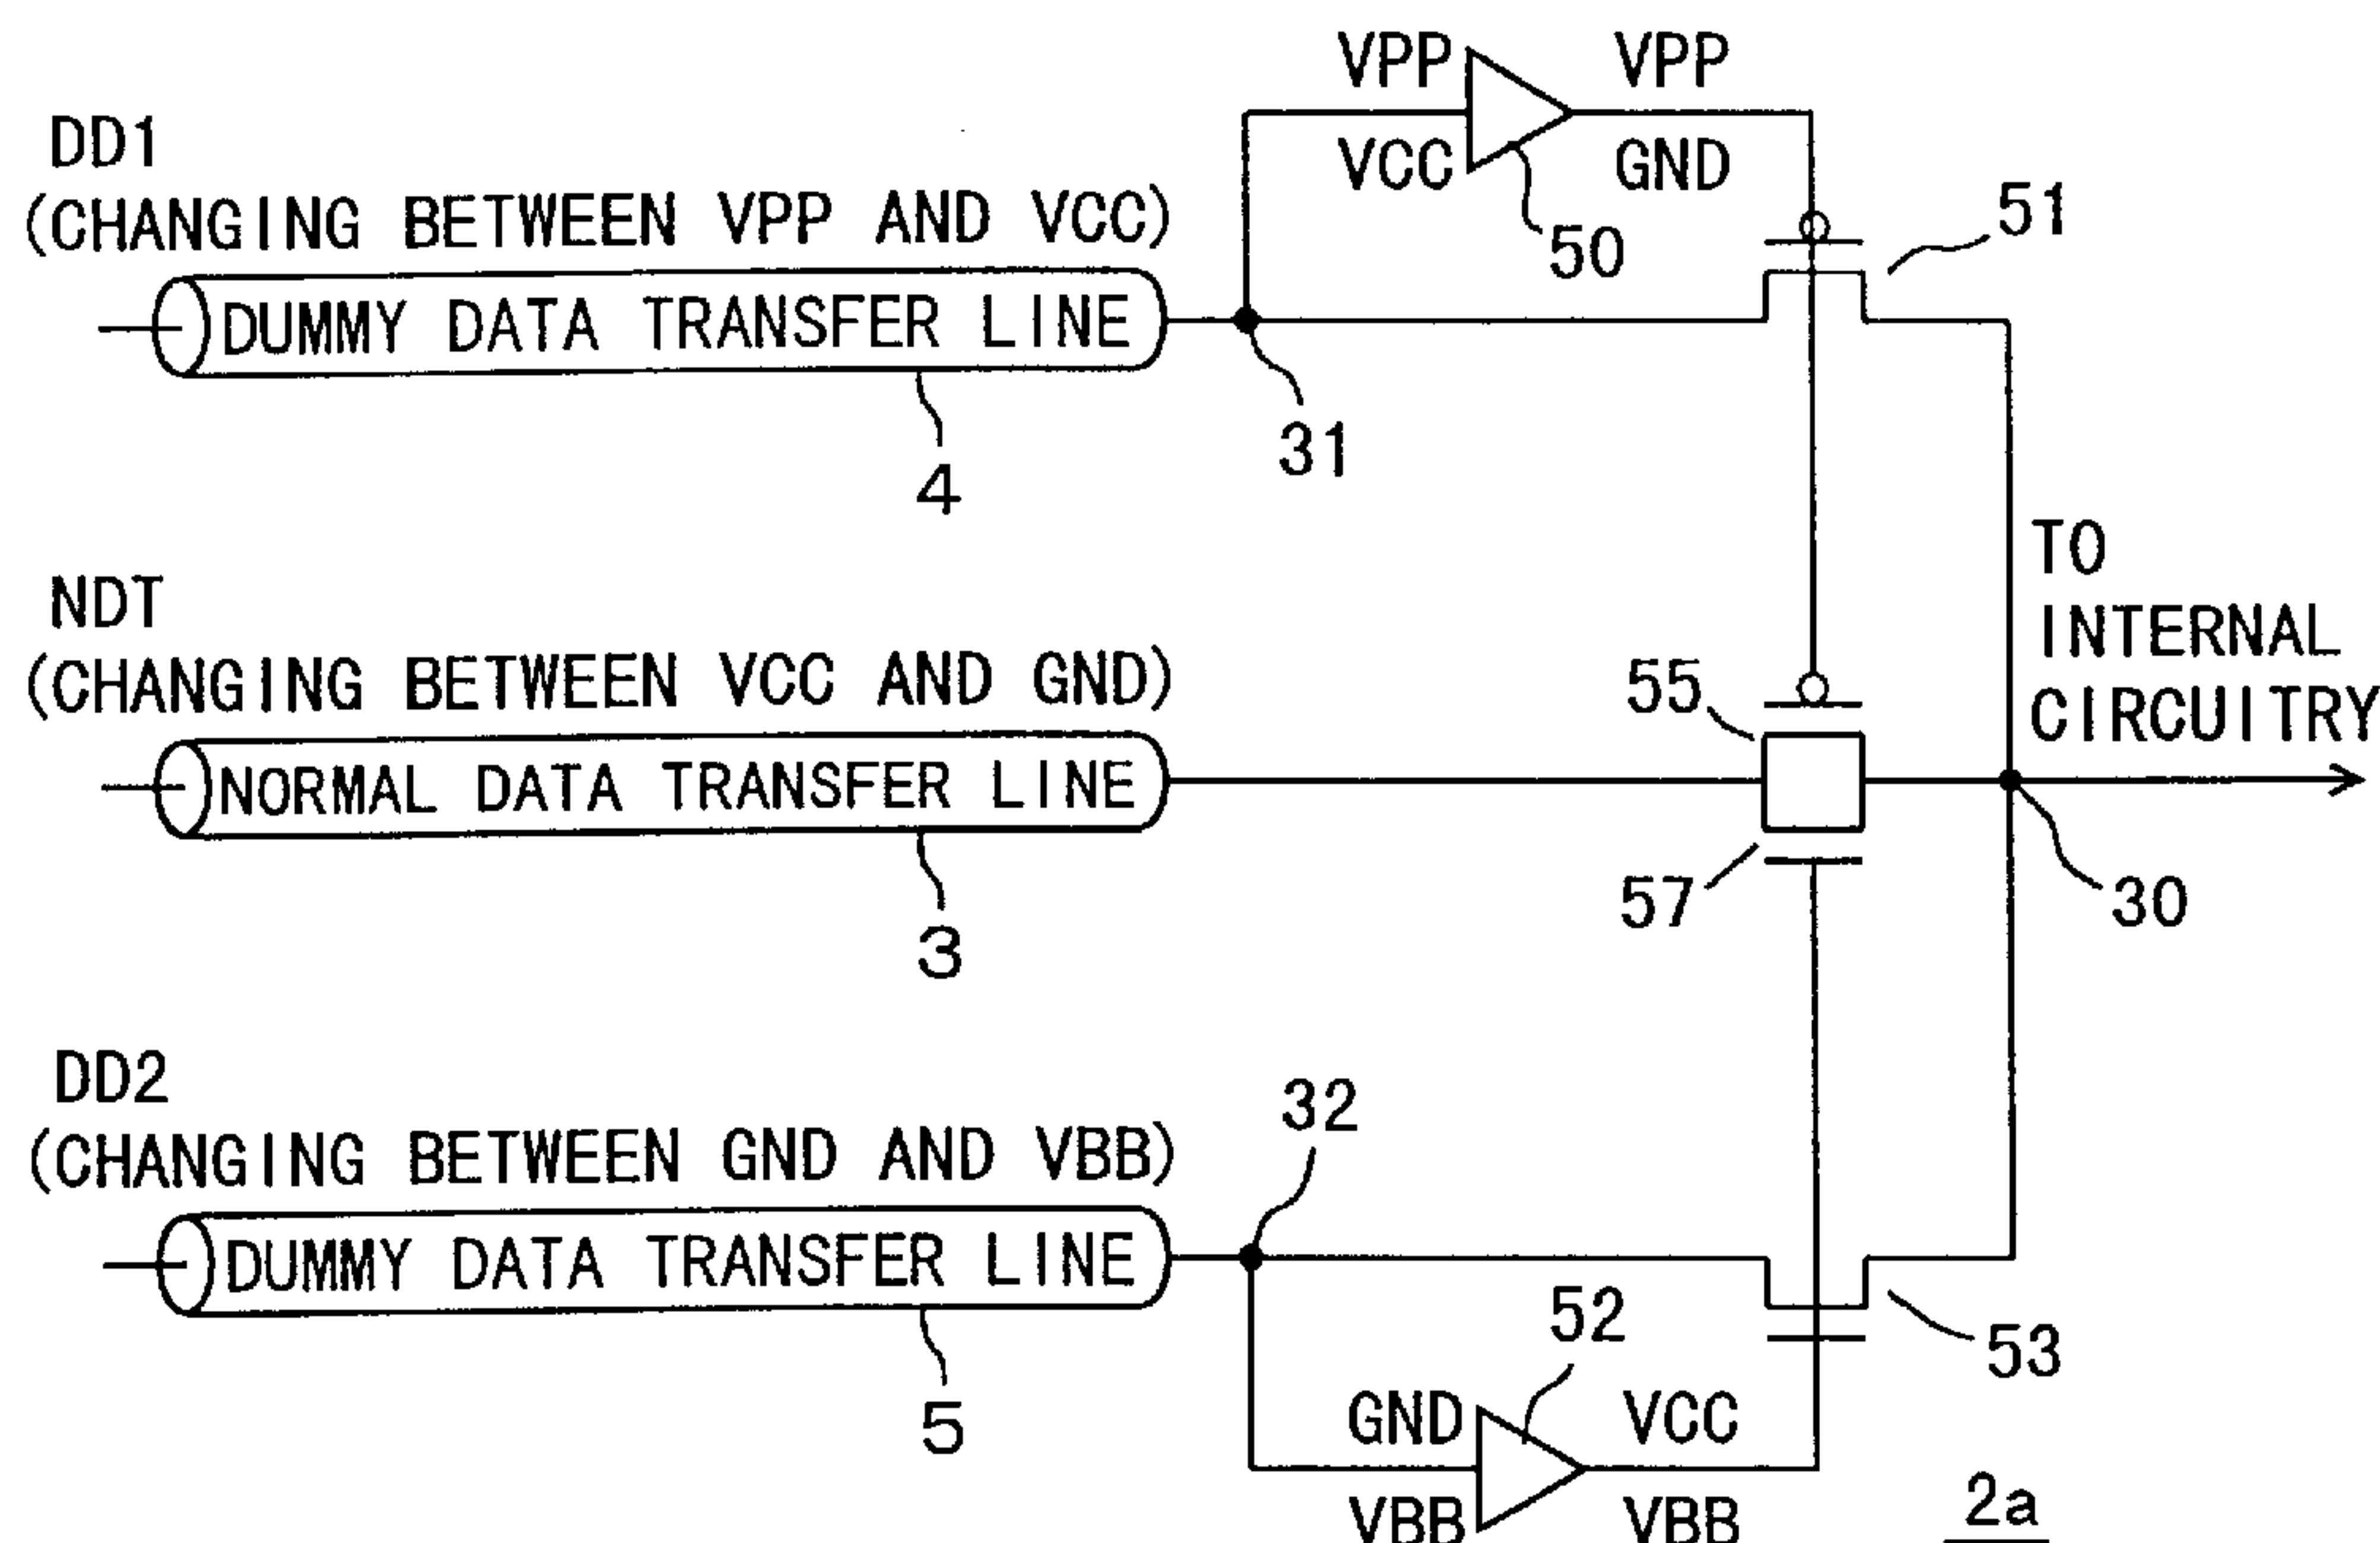 VPP
VPP
VCC
GND
50
51
DD1
(CHANGING BETWEEN VPP AND VCC)
DUMMY DATA TRANSFER LINE
31
4
TO
INTERNAL
CIRCUITRY
NDT
(CHANGING BETWEEN VCC AND GND)
NORMAL DATA TRANSFER LINE
55
57
30
3
DD2
(CHANGING BETWEEN GND AND VBB)
DUMMY DATA TRANSFER LINE
32
52
53
5
GND
VCC
VBB
VBB
2a